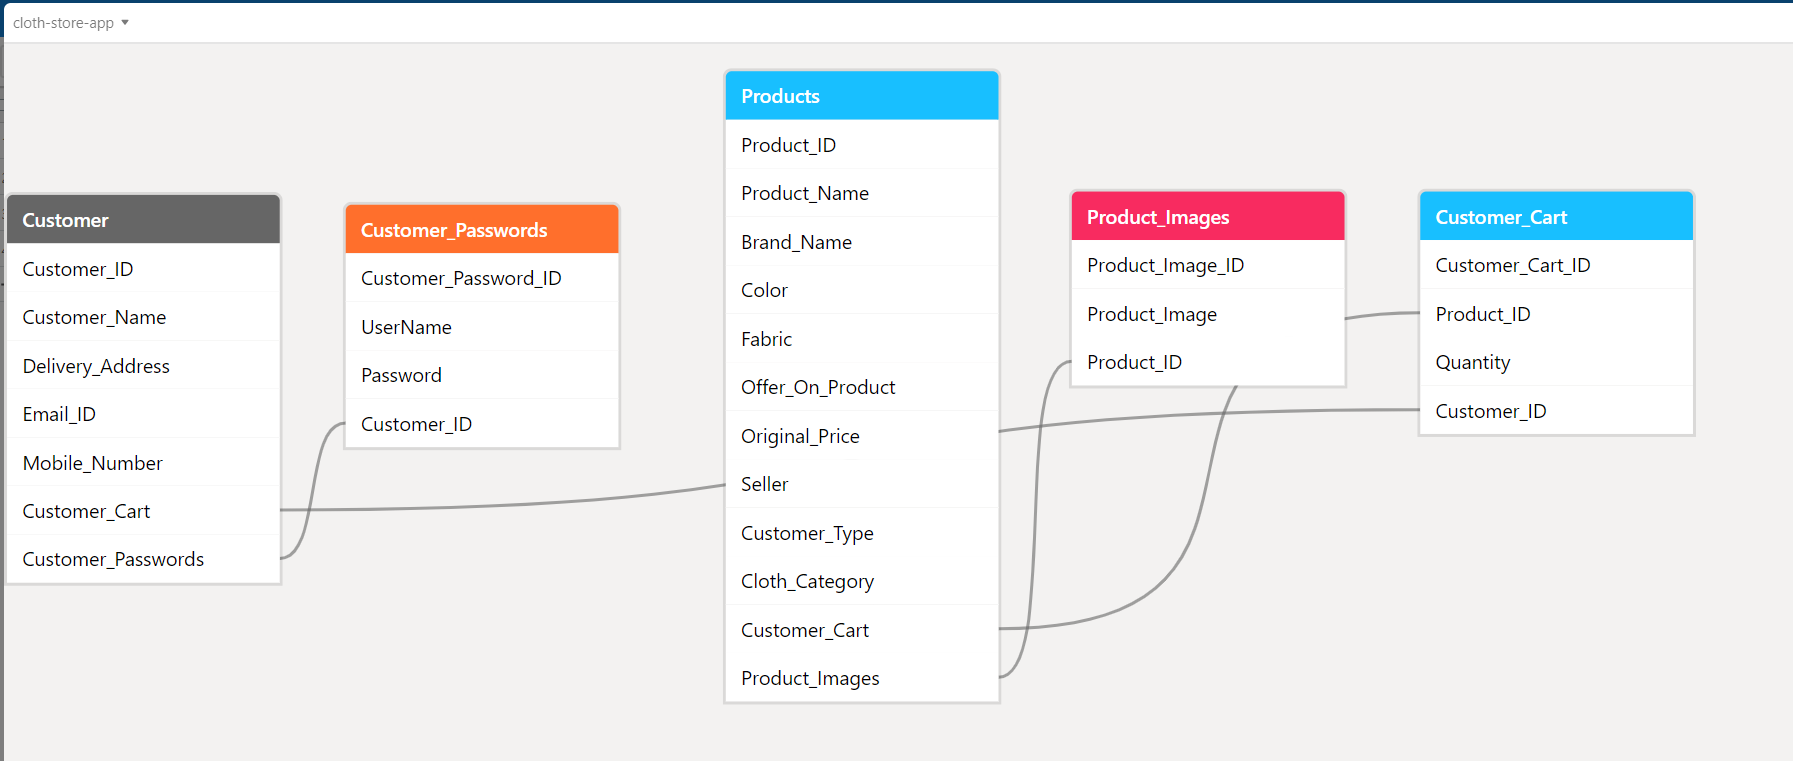 cloth-store-app
Customer
Customer_ID
Customer_Name
Delivery_Address
Email_ID
Mobile_Number
Customer_Cart
Customer_Passwords
Customer_Passwords
Customer_Password_ID
UserName
Password
Customer_ID
Products
Product_ID
Product_Name
Brand_Name
Color
Fabric
Offer_On_Product
Original_Price
Seller
Customer_Type
Cloth_Category
Customer_Cart
Product_Images
Product_Images
Product_Image_ID
Product_Image
Product_ID
Customer_Cart
Customer_Cart_ID
Product_ID
Quantity
Customer_ID